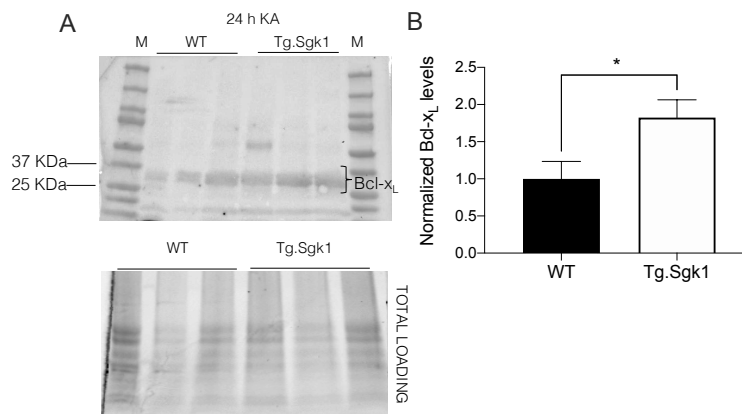 A
24 h KA
M WT Tg.Sgk1 M
37 KDa
25 KDa
Bcl-xL
WT Tg.Sgk1
TOTAL LOADING
B
*
Normalized Bcl-xL levels
2.5
2.0
1.5
1.0
0.5
0.0
WT Tg.Sgk1